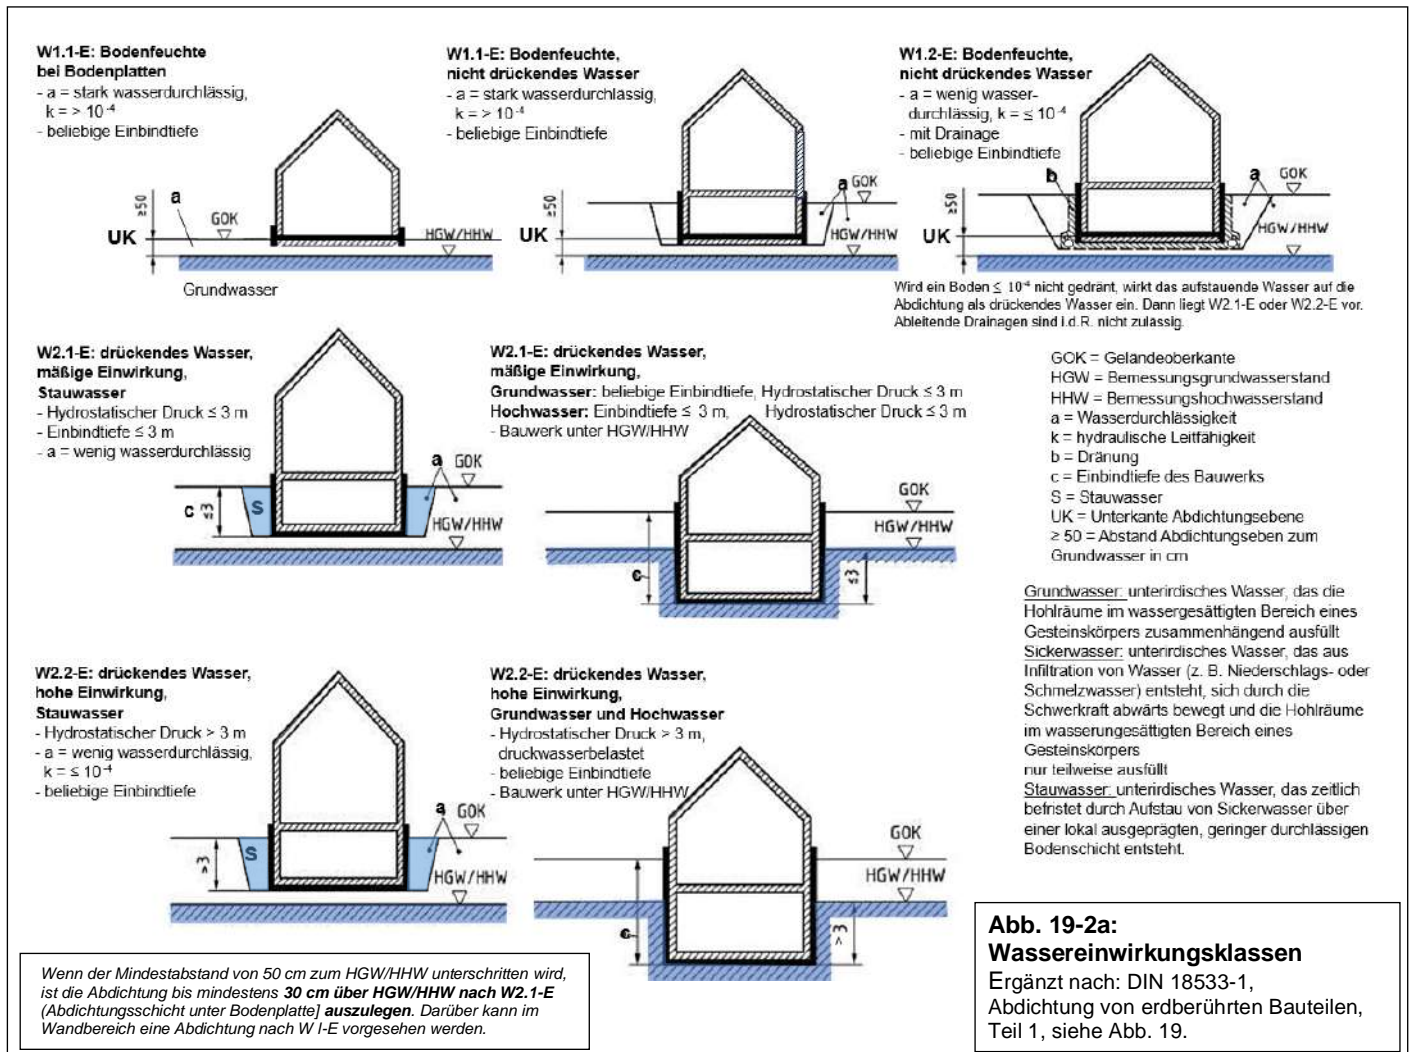 W1.1-E: Bodenfeuchte
bei Bodenplatten
- a = stark wasserdurchlässig,
k = > 10⁻⁴
- beliebige Einbindtiefe
≥50
a
GOK
UK
HGW/HHW
Grundwasser
W1.1-E: Bodenfeuchte,
nicht drückendes Wasser
- a = stark wasserdurchlässig,
k = > 10⁻⁴
- beliebige Einbindtiefe
≥50
a
GOK
UK
HGW/HHW
W1.2-E: Bodenfeuchte,
nicht drückendes Wasser
- a = wenig wasser-
durchlässig, k = ≤ 10⁻⁴
- mit Drainage
- beliebige Einbindtiefe
b
a
GOK
≥50
UK
HGW/HHW
Wird ein Boden ≤ 10⁻⁴ nicht gedränt, wirkt das aufstauende Wasser auf die
Abdichtung als drückendes Wasser ein. Dann liegt W2.1-E oder W2.2-E vor.
Ableitende Drainagen sind i.d.R. nicht zulässig.
W2.1-E: drückendes Wasser,
mäßige Einwirkung,
Stauwasser
- Hydrostatischer Druck ≤ 3 m
- Einbindtiefe ≤ 3 m
- a = wenig wasserdurchlässig
a
GOK
c
≤3
S
HGW/HHW
W2.1-E: drückendes Wasser,
mäßige Einwirkung,
Grundwasser: beliebige Einbindtiefe, Hydrostatischer Druck ≤ 3 m
Hochwasser: Einbindtiefe ≤ 3 m, Hydrostatischer Druck ≤ 3 m
- Bauwerk unter HGW/HHW
GOK
HGW/HHW
c
≤3
GOK = Geländeoberkante
HGW = Bemessungsgrundwasserstand
HHW = Bemessungshochwasserstand
a = Wasserdurchlässigkeit
k = hydraulische Leitfähigkeit
b = Dränung
c = Einbindtiefe des Bauwerks
S = Stauwasser
UK = Unterkante Abdichtungsebene
≥ 50 = Abstand Abdichtungseben zum
Grundwasser in cm
Grundwasser: unterirdisches Wasser, das die
Hohlräume im wassergesättigten Bereich eines
Gesteinskörpers zusammenhängend ausfüllt
Sickerwasser: unterirdisches Wasser, das aus
Infiltration von Wasser (z. B. Niederschlags- oder
Schmelzwasser) entsteht, sich durch die
Schwerkraft abwärts bewegt und die Hohlräume
im wasserungesättigten Bereich eines
Gesteinskörpers
nur teilweise ausfüllt
Stauwasser: unterirdisches Wasser, das zeitlich
befristet durch Aufstau von Sickerwasser über
einer lokal ausgeprägten, geringer durchlässigen
Bodenschicht entsteht.
W2.2-E: drückendes Wasser,
hohe Einwirkung,
Stauwasser
- Hydrostatischer Druck > 3 m
- a = wenig wasserdurchlässig,
k = ≤ 10⁻⁴
- beliebige Einbindtiefe
a
GOK
S
>3
HGW/HHW
W2.2-E: drückendes Wasser,
hohe Einwirkung,
Grundwasser und Hochwasser
- Hydrostatischer Druck > 3 m,
druckwasserbelastet
- beliebige Einbindtiefe
- Bauwerk unter HGW/HHW
GOK
HGW/HHW
c
>3
Wenn der Mindestabstand von 50 cm zum HGW/HHW unterschritten wird,
ist die Abdichtung bis mindestens 30 cm über HGW/HHW nach W2.1-E
(Abdichtungsschicht unter Bodenplatte] auszulegen. Darüber kann im
Wandbereich eine Abdichtung nach W I-E vorgesehen werden.
Abb. 19-2a:
Wassereinwirkungsklassen
Ergänzt nach: DIN 18533-1,
Abdichtung von erdberührten Bauteilen,
Teil 1, siehe Abb. 19.